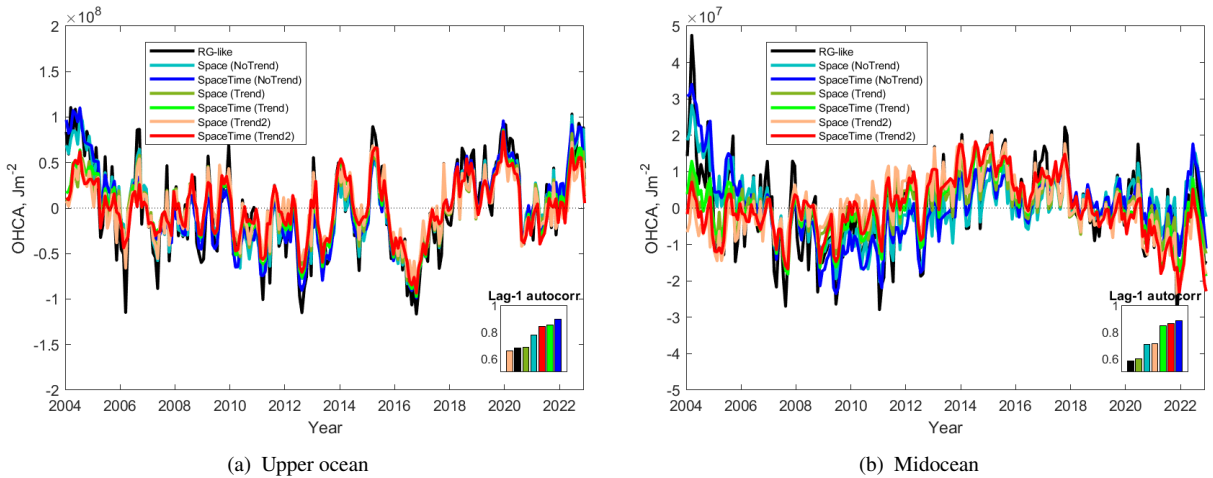 ×10⁸
2
1.5
1
0.5
0
-0.5
-1
-1.5
-2
OHCA, Jm⁻²
RG-like
Space (NoTrend)
SpaceTime (NoTrend)
Space (Trend)
SpaceTime (Trend)
Space (Trend2)
SpaceTime (Trend2)
Lag-1 autocorr
1
0.8
0.6
2004 2006 2008 2010 2012 2014 2016 2018 2020 2022
Year
(a) Upper ocean
×10⁷
5
4
3
2
1
0
-1
-2
-3
-4
-5
OHCA, Jm⁻²
RG-like
Space (NoTrend)
SpaceTime (NoTrend)
Space (Trend)
SpaceTime (Trend)
Space (Trend2)
SpaceTime (Trend2)
Lag-1 autocorr
1
0.8
0.6
2004 2006 2008 2010 2012 2014 2016 2018 2020 2022
Year
(b) Midocean